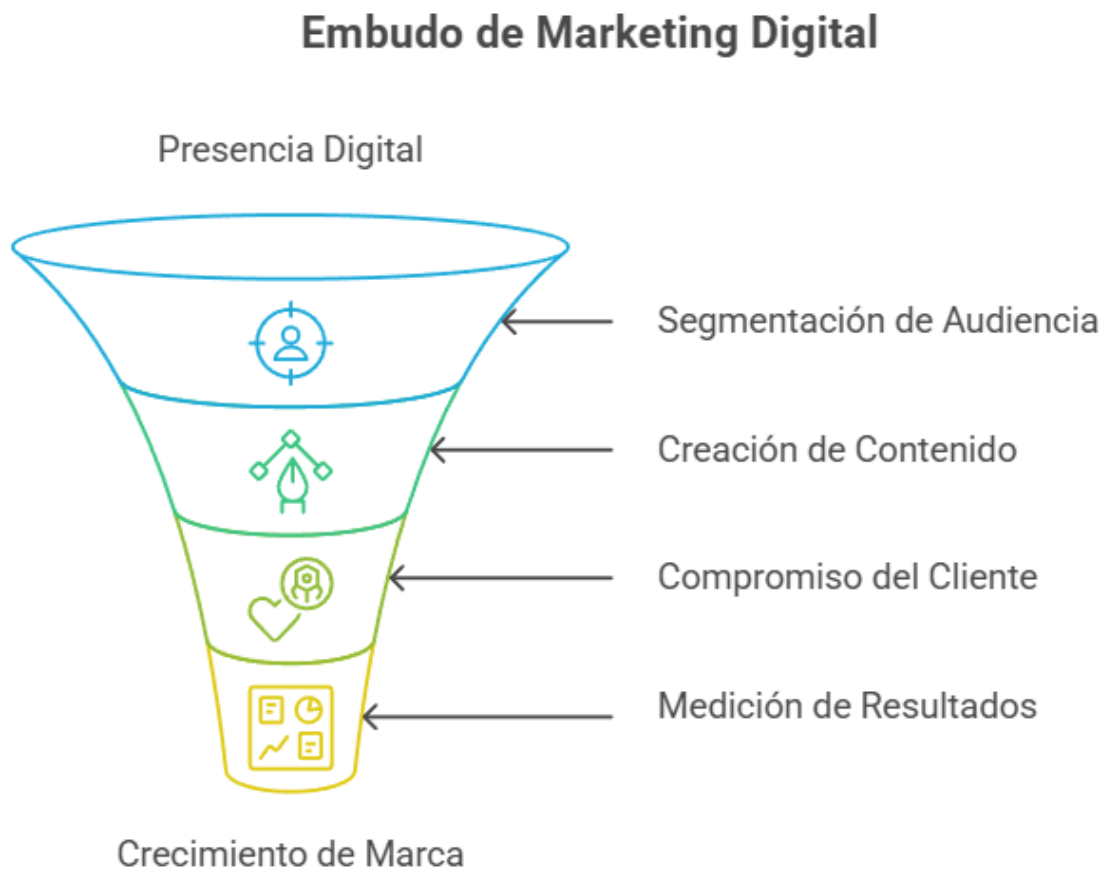 Embudo de Marketing Digital
Presencia Digital
Segmentación de Audiencia
Creación de Contenido
Compromiso del Cliente
Medición de Resultados
Crecimiento de Marca